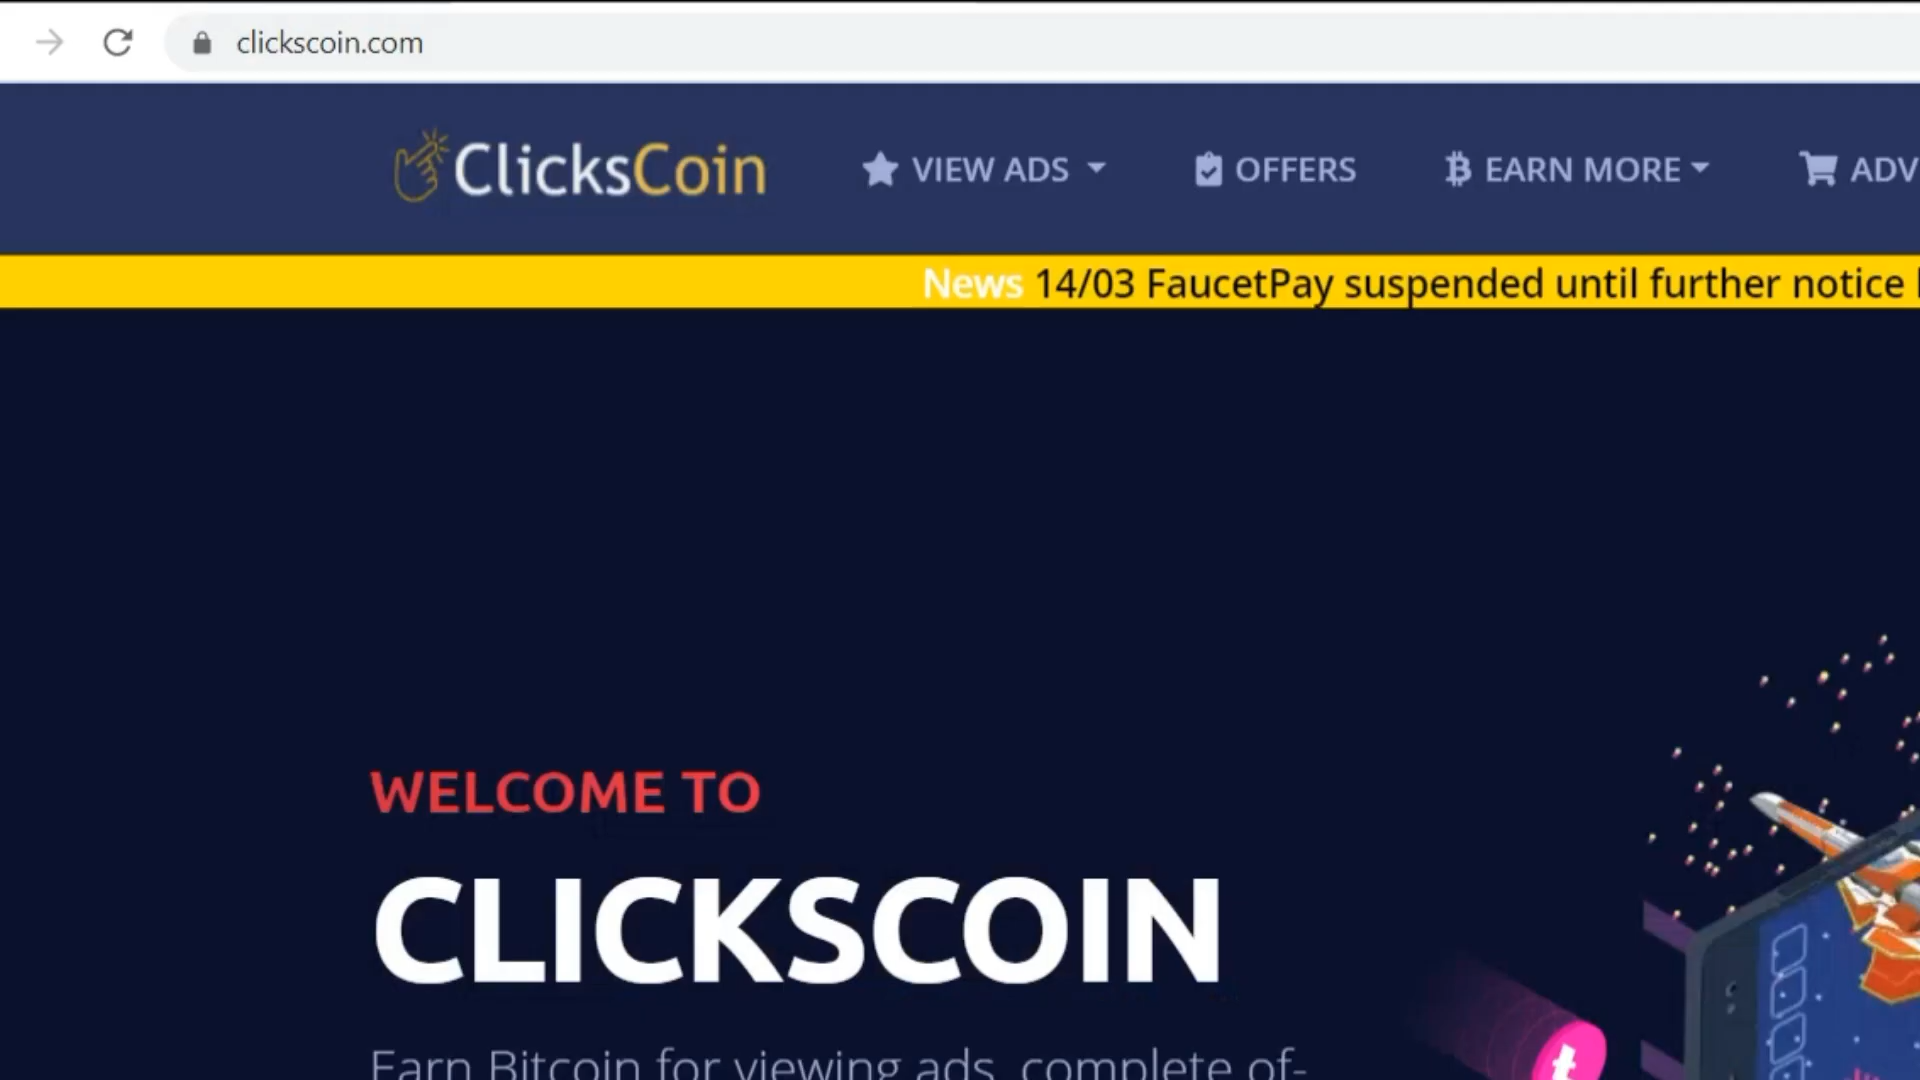 clickscoin.com
ClicksCoin VIEW ADS OFFERS EARN MORE ADV
News 14/03 FaucetPay suspended until further notice
WELCOME TO
CLICKSCOIN
Earn Bitcoin for viewing ads, complete of-